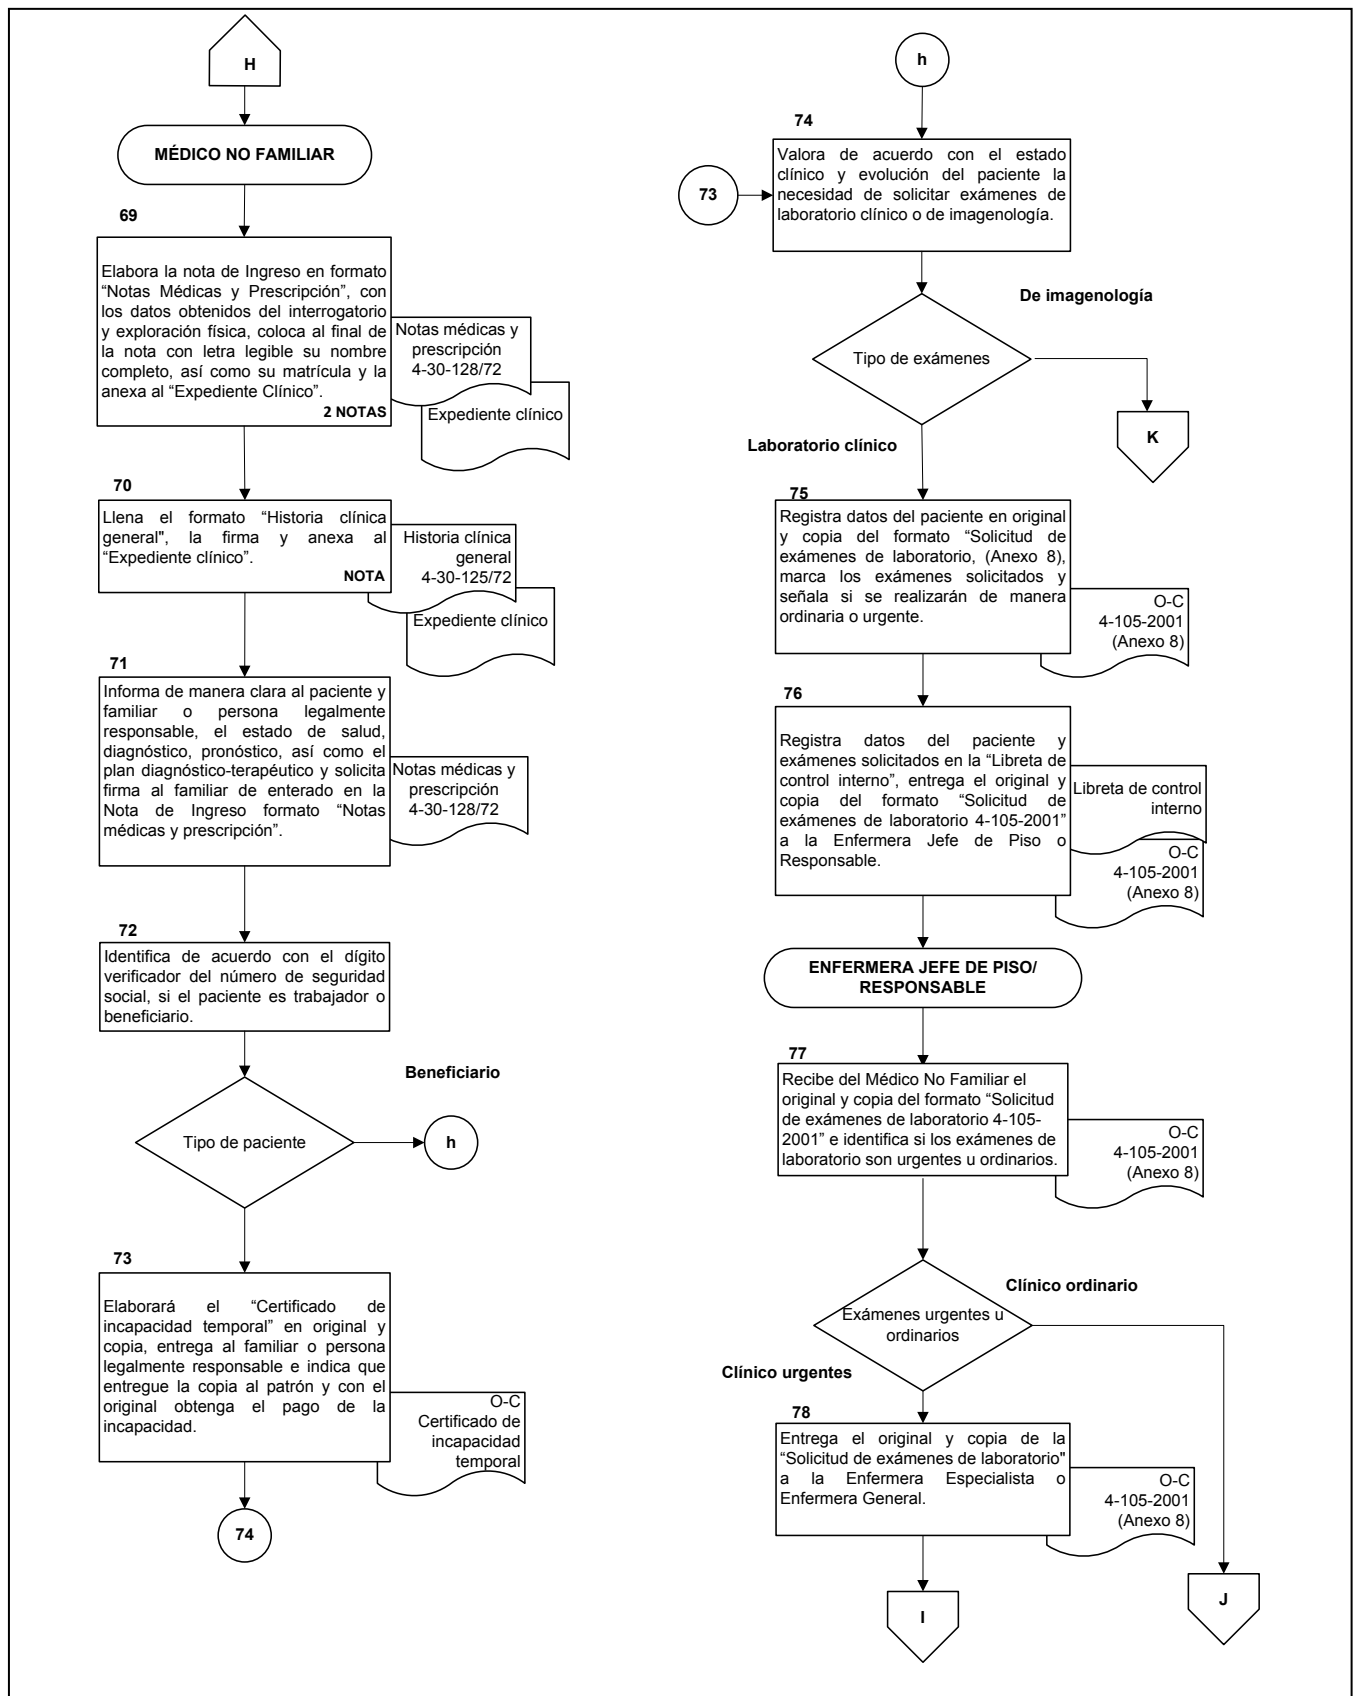 H
MÉDICO NO FAMILIAR
69
Elabora la nota de Ingreso en formato
“Notas Médicas y Prescripción”, con
los datos obtenidos del interrogatorio
y exploración física, coloca al final de
la nota con letra legible su nombre
completo, así como su matrícula y la
anexa al “Expediente Clínico”.
2 NOTAS
Notas médicas y
prescripción
4-30-128/72
Expediente clínico
70
Llena el formato “Historia clínica
general", la firma y anexa al
“Expediente clínico”.
NOTA
Historia clínica
general
4-30-125/72
Expediente clínico
71
Informa de manera clara al paciente y
familiar o persona legalmente
responsable, el estado de salud,
diagnóstico, pronóstico, así como el
plan diagnóstico-terapéutico y solicita
firma al familiar de enterado en la
Nota de Ingreso formato “Notas
médicas y prescripción”.
Notas médicas y
prescripción
4-30-128/72
72
Identifica de acuerdo con el dígito
verificador del número de seguridad
social, si el paciente es trabajador o
beneficiario.
Beneficiario
Tipo de paciente
h
73
Elaborará el “Certificado de
incapacidad temporal” en original y
copia, entrega al familiar o persona
legalmente responsable e indica que
entregue la copia al patrón y con el
original obtenga el pago de la
incapacidad.
O-C
Certificado de
incapacidad
temporal
74
h
74
Valora de acuerdo con el estado
clínico y evolución del paciente la
necesidad de solicitar exámenes de
laboratorio clínico o de imagenología.
73
De imagenología
Tipo de exámenes
K
Laboratorio clínico
75
Registra datos del paciente en original
y copia del formato “Solicitud de
exámenes de laboratorio, (Anexo 8),
marca los exámenes solicitados y
señala si se realizarán de manera
ordinaria o urgente.
O-C
4-105-2001
(Anexo 8)
76
Registra datos del paciente y
exámenes solicitados en la “Libreta de
control interno”, entrega el original y
copia del formato “Solicitud de
exámenes de laboratorio 4-105-2001”
a la Enfermera Jefe de Piso o
Responsable.
Libreta de control
interno
O-C
4-105-2001
(Anexo 8)
ENFERMERA JEFE DE PISO/
RESPONSABLE
77
Recibe del Médico No Familiar el
original y copia del formato “Solicitud
de exámenes de laboratorio 4-105-
2001” e identifica si los exámenes de
laboratorio son urgentes u ordinarios.
O-C
4-105-2001
(Anexo 8)
Clínico ordinario
Exámenes urgentes u
ordinarios
Clínico urgentes
78
Entrega el original y copia de la
“Solicitud de exámenes de laboratorio"
a la Enfermera Especialista o
Enfermera General.
O-C
4-105-2001
(Anexo 8)
I
J